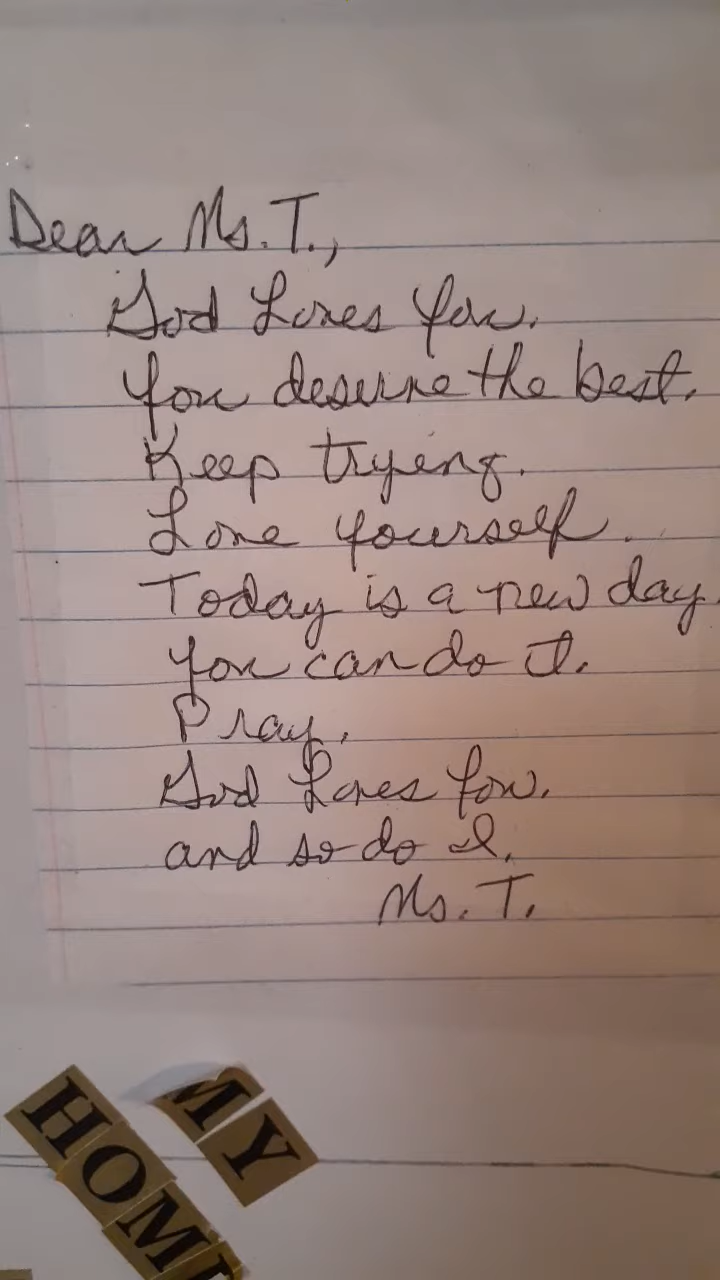 Dear Ms. T.,
God Loves You.
You deserve the best.
Keep trying.
Love yourself.
Today is a new day.
You can do it.
Pray.
God Loves You.
and so do I.
Ms. T.
MY
HOME